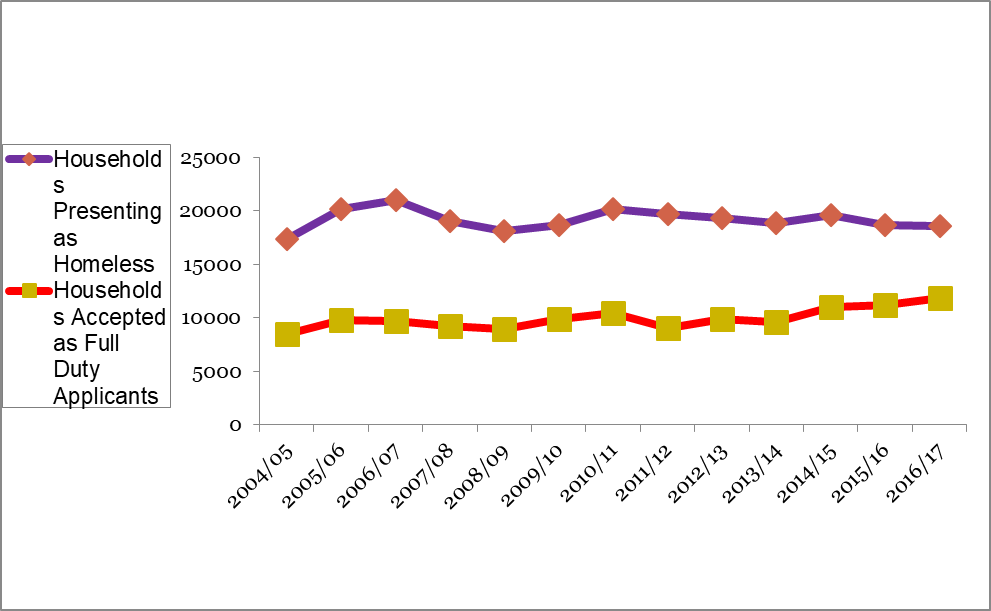 Household
s
Presenting
as
Homeless
Household
s Accepted
as Full
Duty
Applicants
25000
20000
15000
10000
5000
0
2004/05
2005/06
2006/07
2007/08
2008/09
2009/10
2010/11
2011/12
2012/13
2013/14
2014/15
2015/16
2016/17